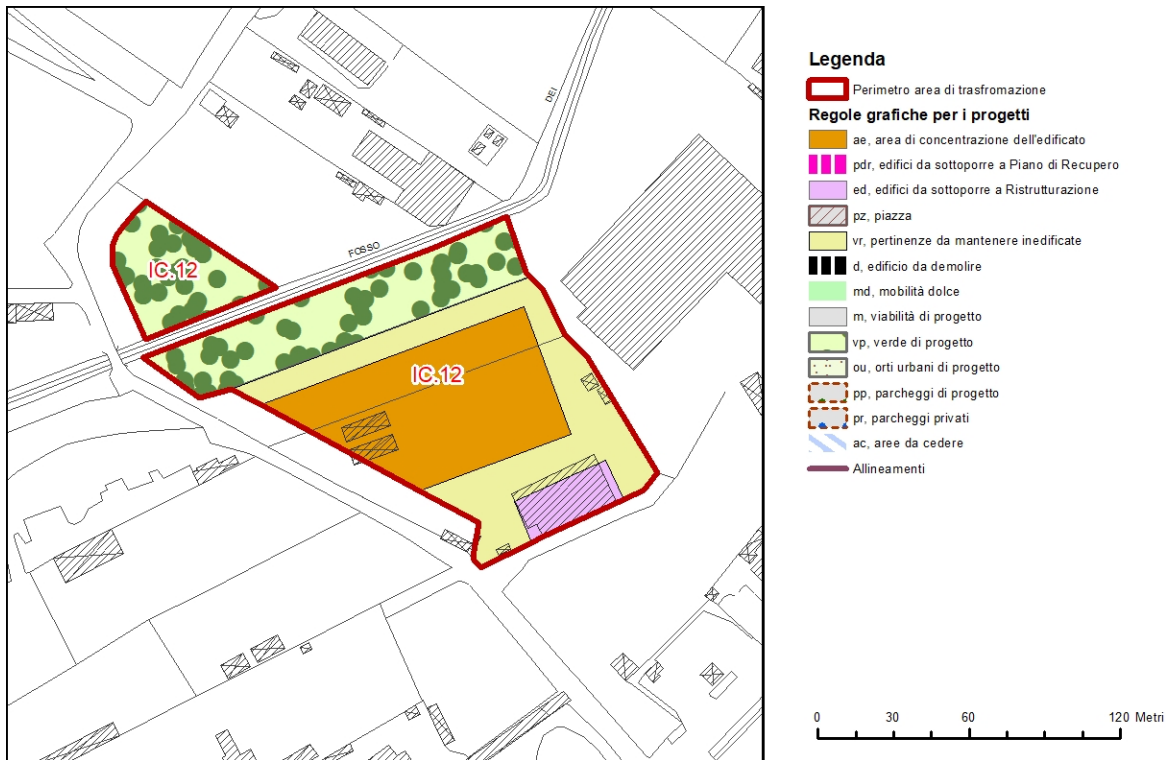 DEI
FOSSO
IC.12
IC.12
Legenda
Perimetro area di trasfromazione
Regole grafiche per i progetti
ae, area di concentrazione dell'edificato
pdr, edifici da sottoporre a Piano di Recupero
ed, edifici da sottoporre a Ristrutturazione
pz, piazza
vr, pertinenze da mantenere inedificate
d, edificio da demolire
md, mobilità dolce
m, viabilità di progetto
vp, verde di progetto
ou, orti urbani di progetto
pp, parcheggi di progetto
pr, parcheggi privati
ac, aree da cedere
Allineamenti
0 30 60 120 Metri